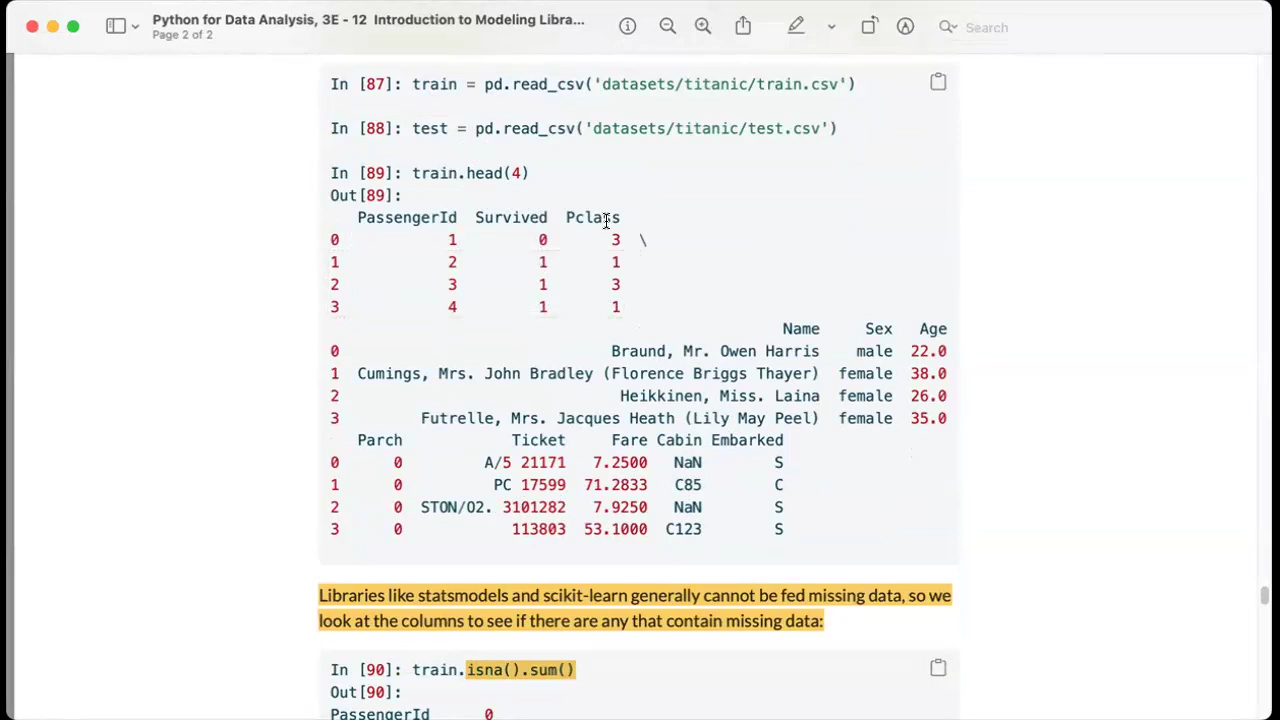 Python for Data Analysis, 3E - 12 Introduction to Modeling Libra...
Page 2 of 2
Search
In [87]: train = pd.read_csv('datasets/titanic/train.csv')
In [88]: test = pd.read_csv('datasets/titanic/test.csv')
In [89]: train.head(4)
Out[89]:
PassengerId Survived Pclass
0 1 0 3 \
1 2 1 1
2 3 1 3
3 4 1 1
Name Sex Age
0 Braund, Mr. Owen Harris male 22.0
1 Cumings, Mrs. John Bradley (Florence Briggs Thayer) female 38.0
2 Heikkinen, Miss. Laina female 26.0
3 Futrelle, Mrs. Jacques Heath (Lily May Peel) female 35.0
Parch Ticket Fare Cabin Embarked
0 0 A/5 21171 7.2500 NaN S
1 0 PC 17599 71.2833 C85 C
2 0 STON/O2. 3101282 7.9250 NaN S
3 0 113803 53.1000 C123 S
Libraries like statsmodels and scikit-learn generally cannot be fed missing data, so we
look at the columns to see if there are any that contain missing data:
In [90]: train.isna().sum()
Out[90]:
PassengerId 0